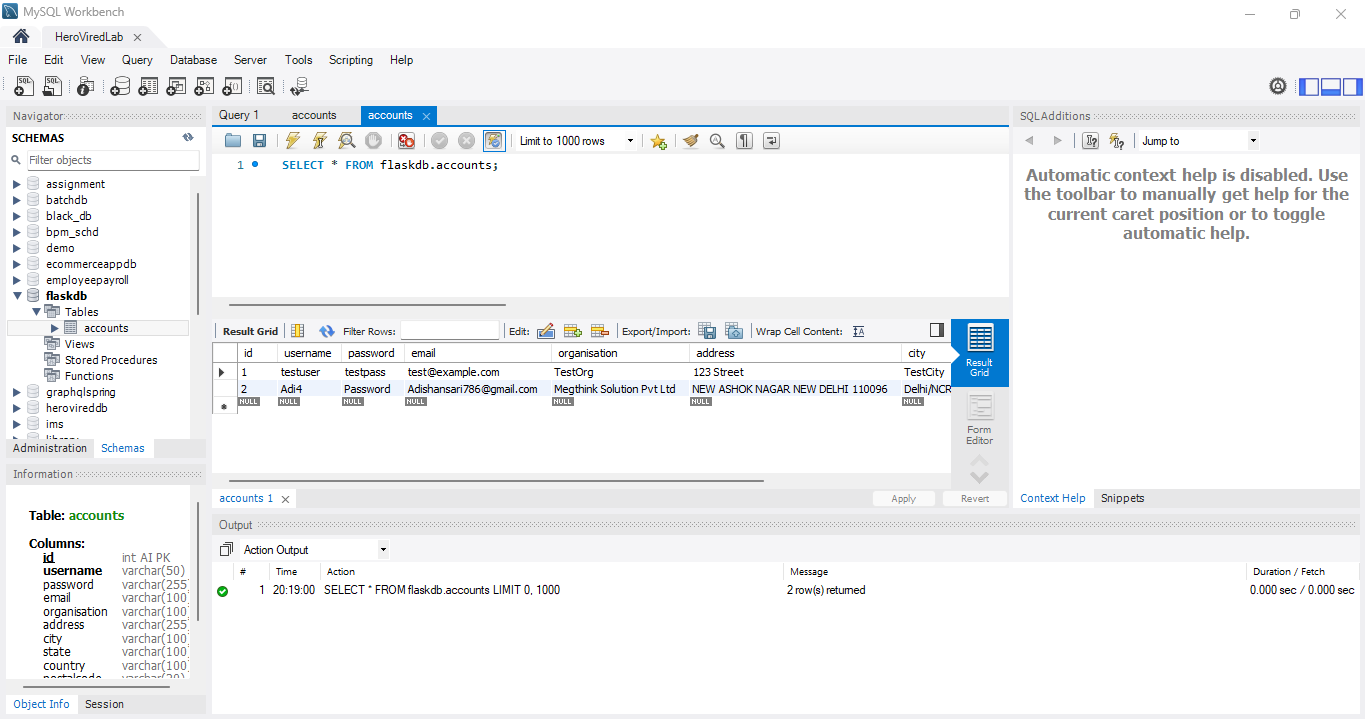 MySQL Workbench
HeroViredLab
File Edit View Query Database Server Tools Scripting Help
Navigator
SCHEMAS
Filter objects
assignment
batchdb
black_db
bpm_schd
demo
ecommerceappdb
employeepayroll
flaskdb
Tables
accounts
Views
Stored Procedures
Functions
graphqlspring
herovireddb
ims
library
Administration Schemas
Information
Table: accounts
Columns:
id int AI PK
username varchar(50)
password varchar(255
email varchar(100
organisation varchar(100
address varchar(255
city varchar(100
state varchar(100
country varchar(100
postalcode varchar(20)
Object Info Session
Query 1 accounts accounts
Limit to 1000 rows
1 SELECT * FROM flaskdb.accounts;
Result Grid Filter Rows: Edit: Export/Import: Wrap Cell Content:
id username password email organisation address city
1 testuser testpass test@example.com TestOrg 123 Street TestCity
2 Adi4 Password Adishansari786@gmail.com Megthink Solution Pvt Ltd NEW ASHOK NAGAR NEW DELHI 110096 Delhi/NCR
NULL NULL NULL NULL NULL NULL NULL
Result
Grid
Form
Editor
accounts 1 Apply Revert
SQLAdditions
Jump to
Automatic context help is disabled. Use
the toolbar to manually get help for the
current caret position or to toggle
automatic help.
Context Help Snippets
Output
Action Output
# Time Action Message Duration / Fetch
1 20:19:00 SELECT * FROM flaskdb.accounts LIMIT 0, 1000 2 row(s) returned 0.000 sec / 0.000 sec